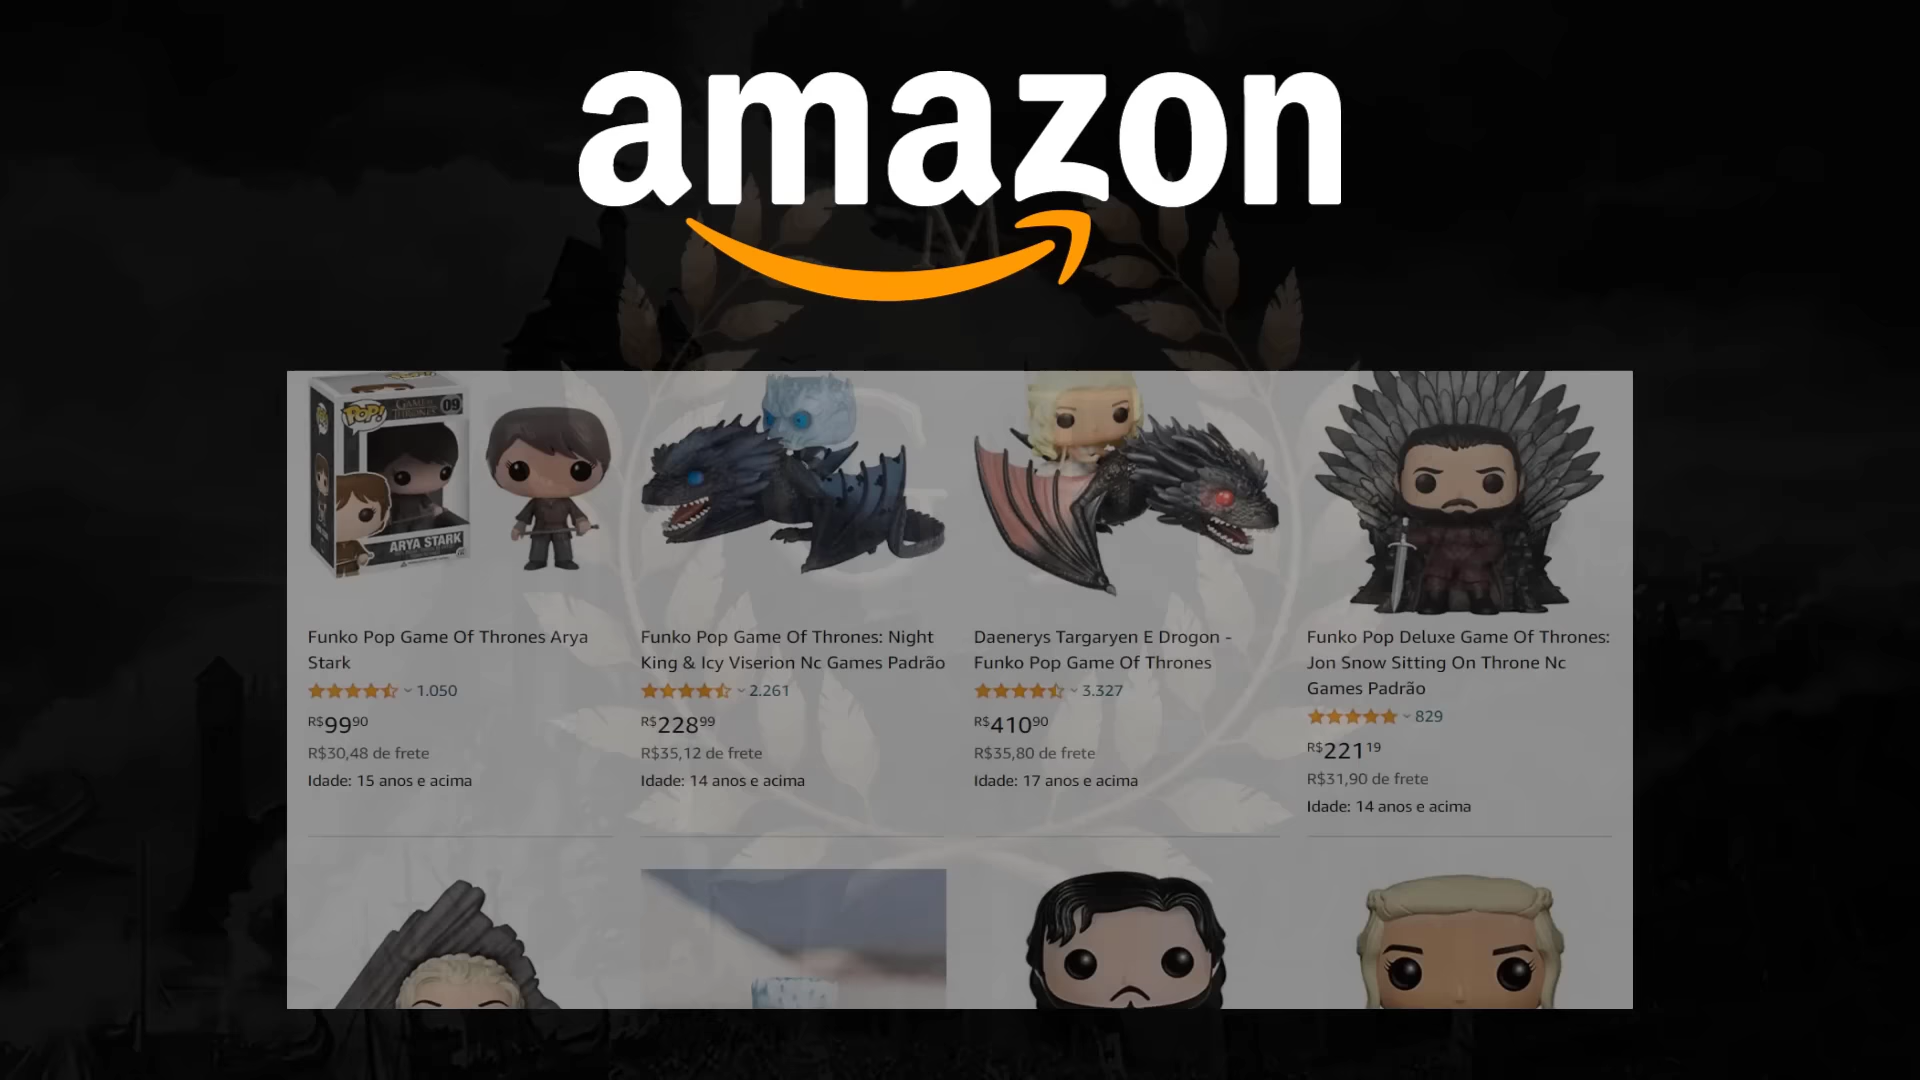 amazon
M
POP!
GAME OF THRONES
09
ARYA STARK
Funko Pop Game Of Thrones Arya
Stark
1.050
R$9990
R$30,48 de frete
Idade: 15 anos e acima
Funko Pop Game Of Thrones: Night
King & Icy Viserion Nc Games Padrão
2.261
R$22899
R$35,12 de frete
Idade: 14 anos e acima
Daenerys Targaryen E Drogon -
Funko Pop Game Of Thrones
3.327
R$41090
R$35,80 de frete
Idade: 17 anos e acima
Funko Pop Deluxe Game Of Thrones:
Jon Snow Sitting On Throne Nc
Games Padrão
829
R$22119
R$31,90 de frete
Idade: 14 anos e acima